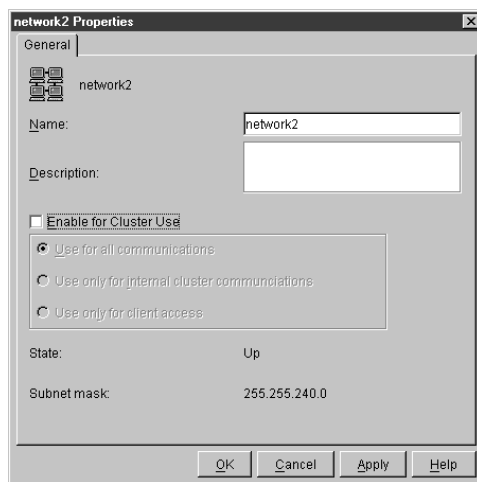 network2 Properties
General
network2
Name:
network2
Description:
Enable for Cluster Use
Use for all communications
Use only for internal cluster communciations
Use only for client access
State:
Up
Subnet mask:
255.255.240.0
OK
Cancel
Apply
Help